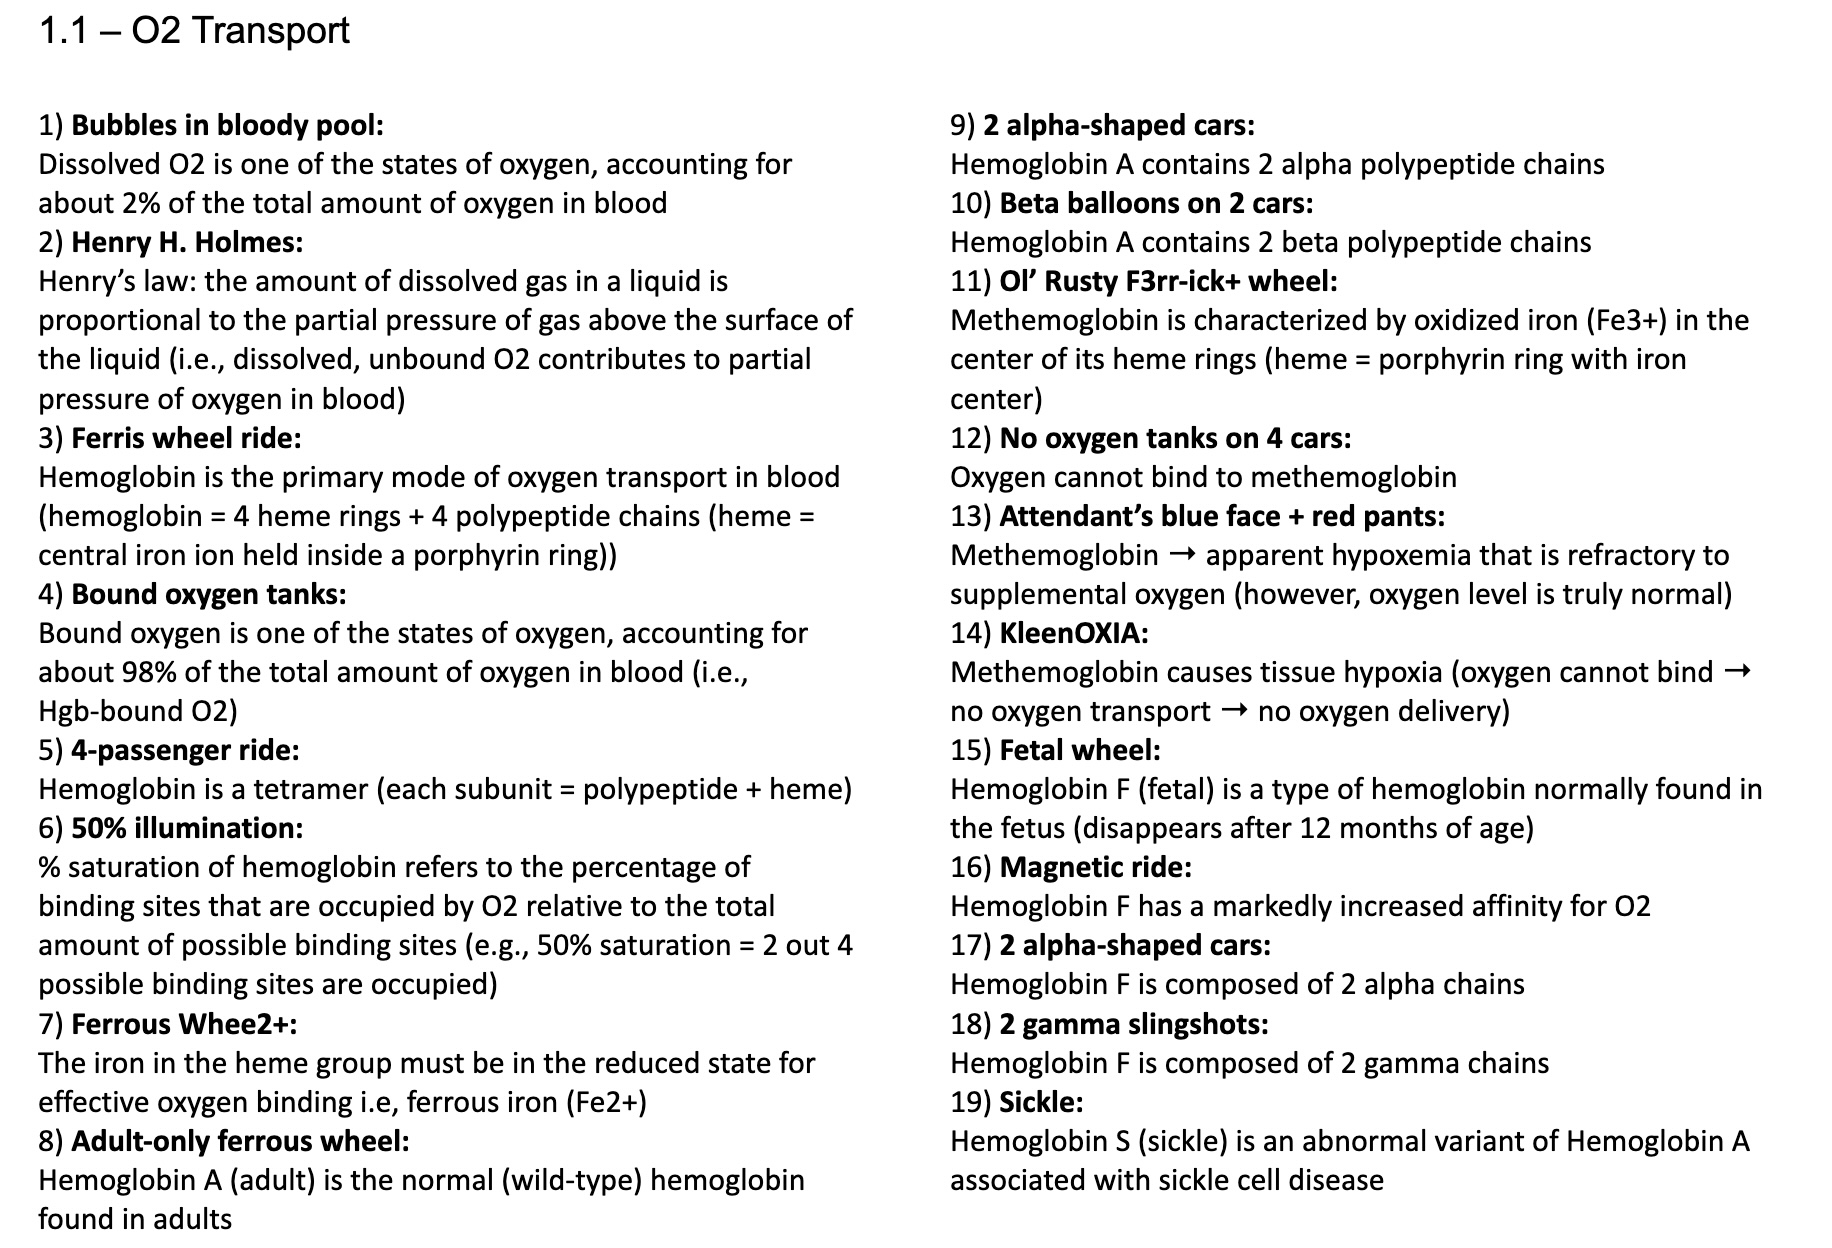 1.1 – O2 Transport
1) Bubbles in bloody pool:
Dissolved O2 is one of the states of oxygen, accounting for
about 2% of the total amount of oxygen in blood
2) Henry H. Holmes:
Henry’s law: the amount of dissolved gas in a liquid is
proportional to the partial pressure of gas above the surface of
the liquid (i.e., dissolved, unbound O2 contributes to partial
pressure of oxygen in blood)
3) Ferris wheel ride:
Hemoglobin is the primary mode of oxygen transport in blood
(hemoglobin = 4 heme rings + 4 polypeptide chains (heme =
central iron ion held inside a porphyrin ring))
4) Bound oxygen tanks:
Bound oxygen is one of the states of oxygen, accounting for
about 98% of the total amount of oxygen in blood (i.e.,
Hgb-bound O2)
5) 4-passenger ride:
Hemoglobin is a tetramer (each subunit = polypeptide + heme)
6) 50% illumination:
% saturation of hemoglobin refers to the percentage of
binding sites that are occupied by O2 relative to the total
amount of possible binding sites (e.g., 50% saturation = 2 out 4
possible binding sites are occupied)
7) Ferrous Whee2+:
The iron in the heme group must be in the reduced state for
effective oxygen binding i.e, ferrous iron (Fe2+)
8) Adult-only ferrous wheel:
Hemoglobin A (adult) is the normal (wild-type) hemoglobin
found in adults
9) 2 alpha-shaped cars:
Hemoglobin A contains 2 alpha polypeptide chains
10) Beta balloons on 2 cars:
Hemoglobin A contains 2 beta polypeptide chains
11) Ol’ Rusty F3rr-ick+ wheel:
Methemoglobin is characterized by oxidized iron (Fe3+) in the
center of its heme rings (heme = porphyrin ring with iron
center)
12) No oxygen tanks on 4 cars:
Oxygen cannot bind to methemoglobin
13) Attendant’s blue face + red pants:
Methemoglobin → apparent hypoxemia that is refractory to
supplemental oxygen (however, oxygen level is truly normal)
14) KleenOXIA:
Methemoglobin causes tissue hypoxia (oxygen cannot bind →
no oxygen transport → no oxygen delivery)
15) Fetal wheel:
Hemoglobin F (fetal) is a type of hemoglobin normally found in
the fetus (disappears after 12 months of age)
16) Magnetic ride:
Hemoglobin F has a markedly increased affinity for O2
17) 2 alpha-shaped cars:
Hemoglobin F is composed of 2 alpha chains
18) 2 gamma slingshots:
Hemoglobin F is composed of 2 gamma chains
19) Sickle:
Hemoglobin S (sickle) is an abnormal variant of Hemoglobin A
associated with sickle cell disease